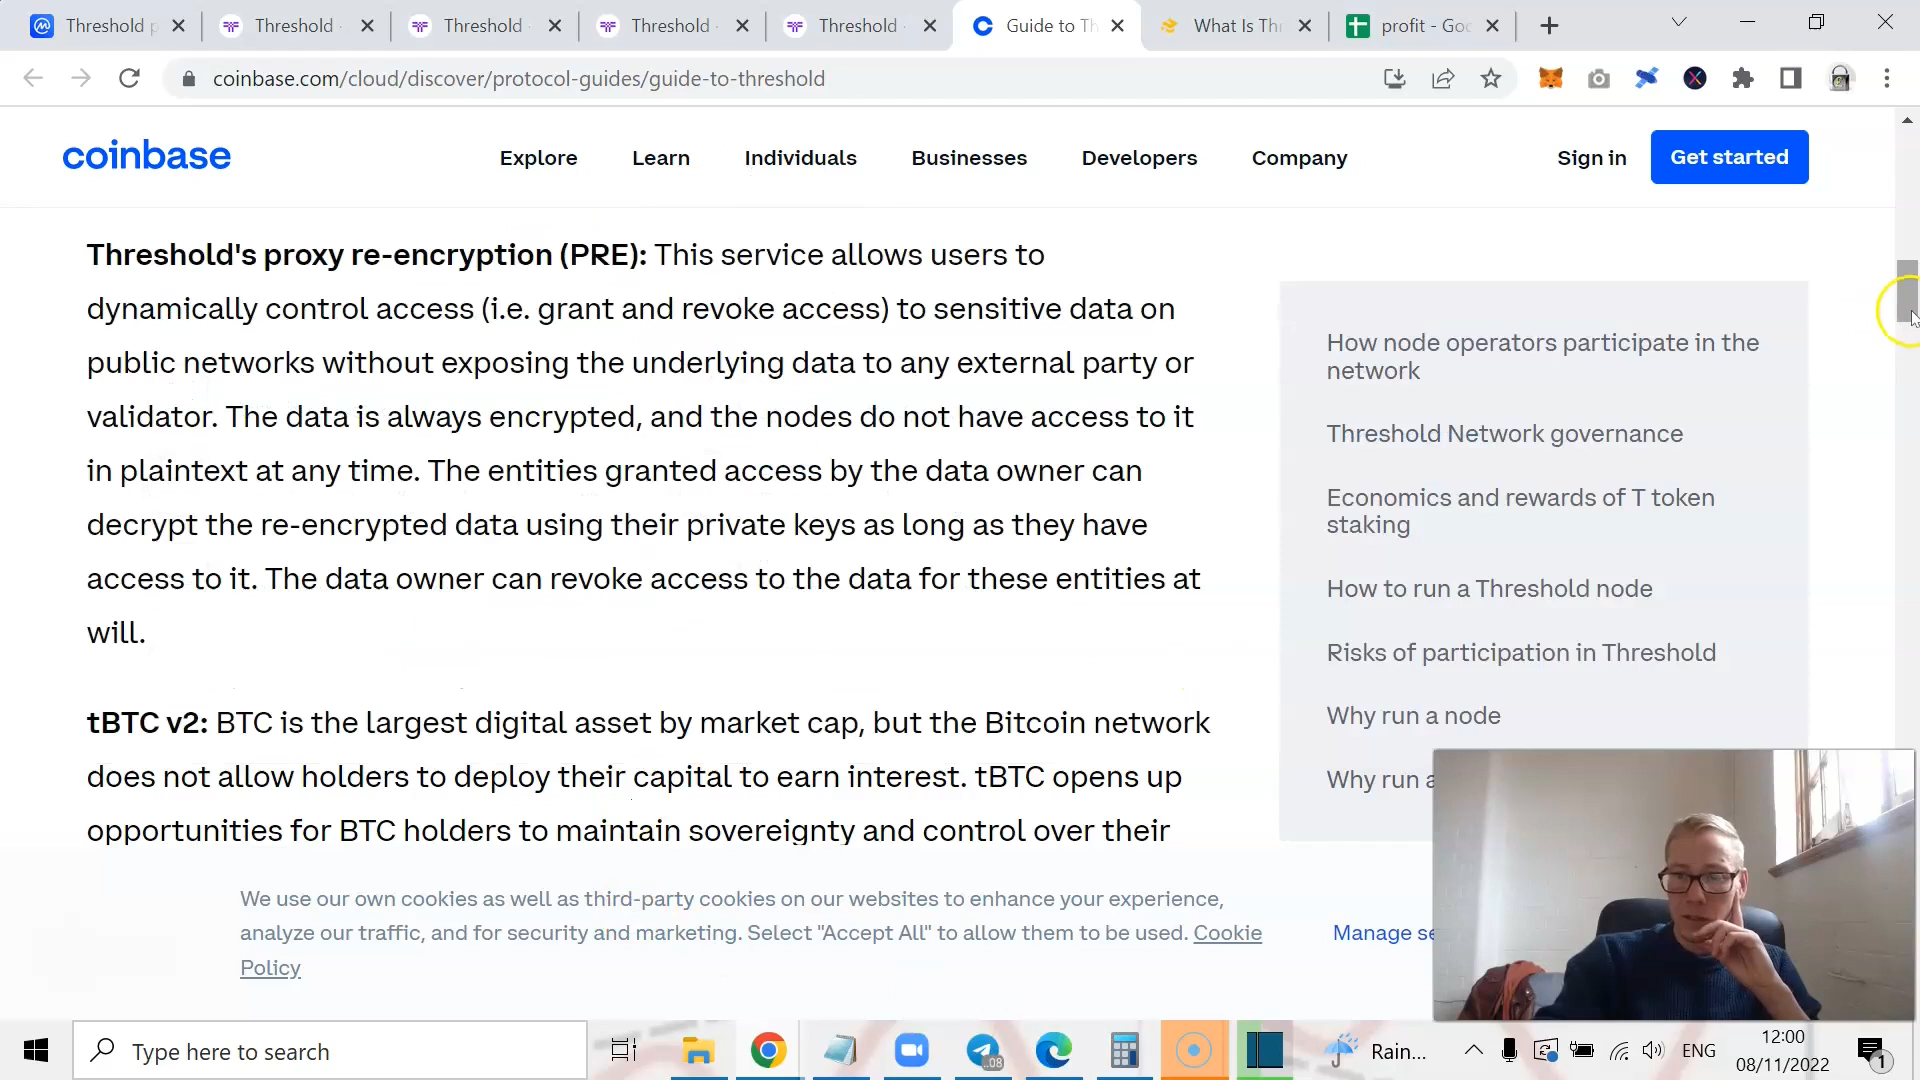 Threshold p
Threshold
Threshold
Threshold
Threshold
Guide to Th
What Is Thr
profit - Goo
coinbase.com/cloud/discover/protocol-guides/guide-to-threshold
coinbase
Explore
Learn
Individuals
Businesses
Developers
Company
Sign in
Get started
Threshold's proxy re-encryption (PRE): This service allows users to
dynamically control access (i.e. grant and revoke access) to sensitive data on
public networks without exposing the underlying data to any external party or
validator. The data is always encrypted, and the nodes do not have access to it
in plaintext at any time. The entities granted access by the data owner can
decrypt the re-encrypted data using their private keys as long as they have
access to it. The data owner can revoke access to the data for these entities at
will.
tBTC v2: BTC is the largest digital asset by market cap, but the Bitcoin network
does not allow holders to deploy their capital to earn interest. tBTC opens up
opportunities for BTC holders to maintain sovereignty and control over their
How node operators participate in the
network
Threshold Network governance
Economics and rewards of T token
staking
How to run a Threshold node
Risks of participation in Threshold
Why run a node
Why run a
We use our own cookies as well as third-party cookies on our websites to enhance your experience,
analyze our traffic, and for security and marketing. Select "Accept All" to allow them to be used. Cookie
Policy
Manage se
Type here to search
.08
Rain...
ENG
12:00
08/11/2022
1